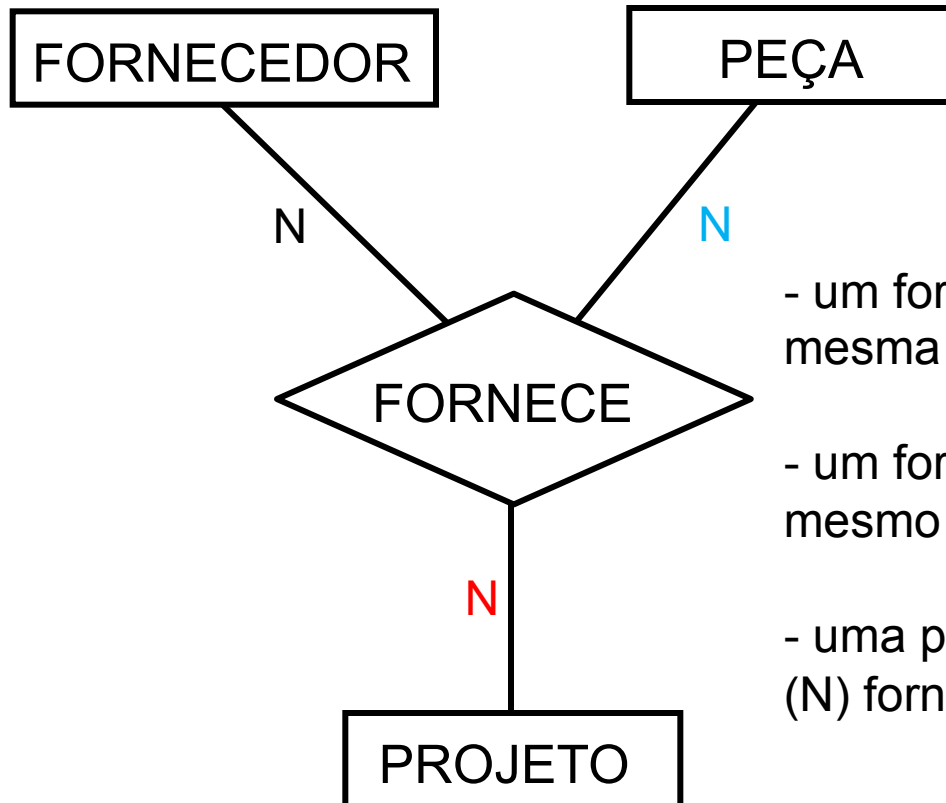 FORNECEDOR
PEÇA
N
N
- um for
mesma
FORNECE
- um for
mesmo
N
- uma p
(N) forn
PROJETO